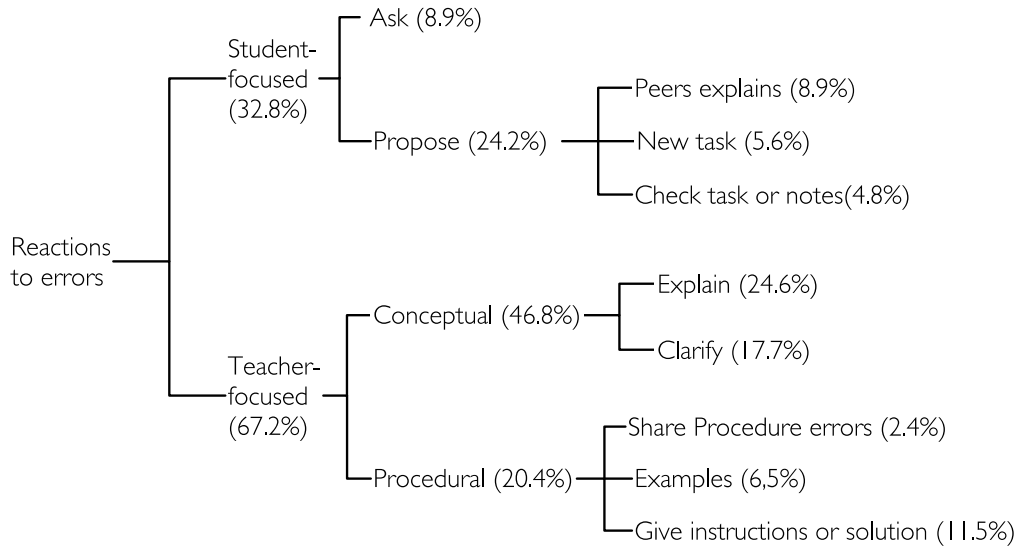 Reactions
to errors
Student-
focused
(32.8%)
Ask (8.9%)
Propose (24.2%)
Peers explains (8.9%)
New task (5.6%)
Check task or notes(4.8%)
Teacher-
focused
(67.2%)
Conceptual (46.8%)
Explain (24.6%)
Clarify (17.7%)
Procedural (20.4%)
Share Procedure errors (2.4%)
Examples (6,5%)
Give instructions or solution (11.5%)